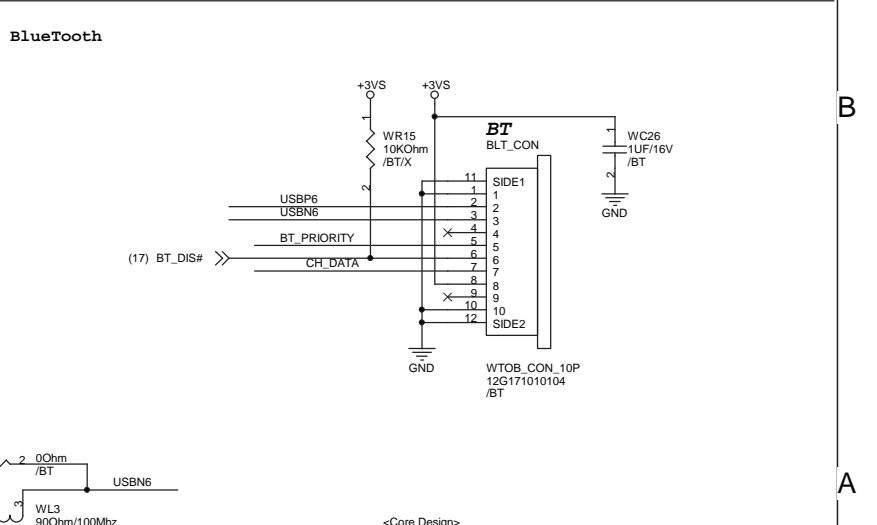 BlueTooth
+3VS
+3VS
B
1
WR15
10KOhm
/BT/X
2
BT
BLT_CON
1
WC26
1UF/16V
/BT
2
GND
11 SIDE1
1 1
USBP6 2 2
USBN6 3 3
4 4
BT_PRIORITY 5 5
(17) BT_DIS# 6 6
CH_DATA 7 7
8 8
9 9
10 10
12 SIDE2
GND
WTOB_CON_10P
12G171010104
/BT
2 0Ohm
/BT
USBN6
A
3
WL3
90Ohm/100Mhz
<Core Design>